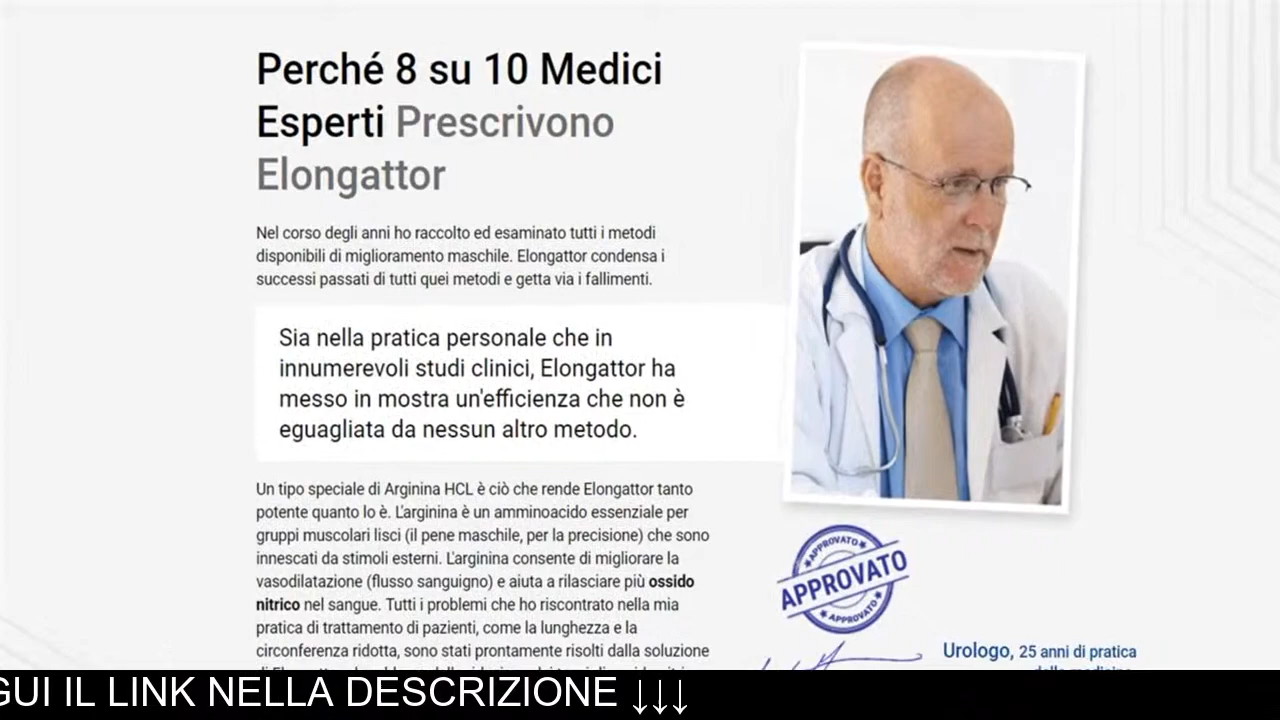 Perché 8 su 10 Medici
Esperti Prescrivono
Elongattor
Nel corso degli anni ho raccolto ed esaminato tutti i metodi
disponibili di miglioramento maschile. Elongattor condensa i
successi passati di tutti quei metodi e getta via i fallimenti.
Sia nella pratica personale che in
innumerevoli studi clinici, Elongattor ha
messo in mostra un'efficienza che non è
eguagliata da nessun altro metodo.
Un tipo speciale di Arginina HCL è ciò che rende Elongattor tanto
potente quanto lo è. L'arginina è un amminoacido essenziale per
gruppi muscolari lisci (il pene maschile, per la precisione) che sono
innescati da stimoli esterni. L'arginina consente di migliorare la
vasodilatazione (flusso sanguigno) e aiuta a rilasciare più ossido
nitrico nel sangue. Tutti i problemi che ho riscontrato nella mia
pratica di trattamento di pazienti, come la lunghezza e la
circonferenza ridotta, sono stati prontamente risolti dalla soluzione
APPROVATO
APPROVATO
APPROVATO
Urologo, 25 anni di pratica
GUI IL LINK NELLA DESCRIZIONE ↓↓↓